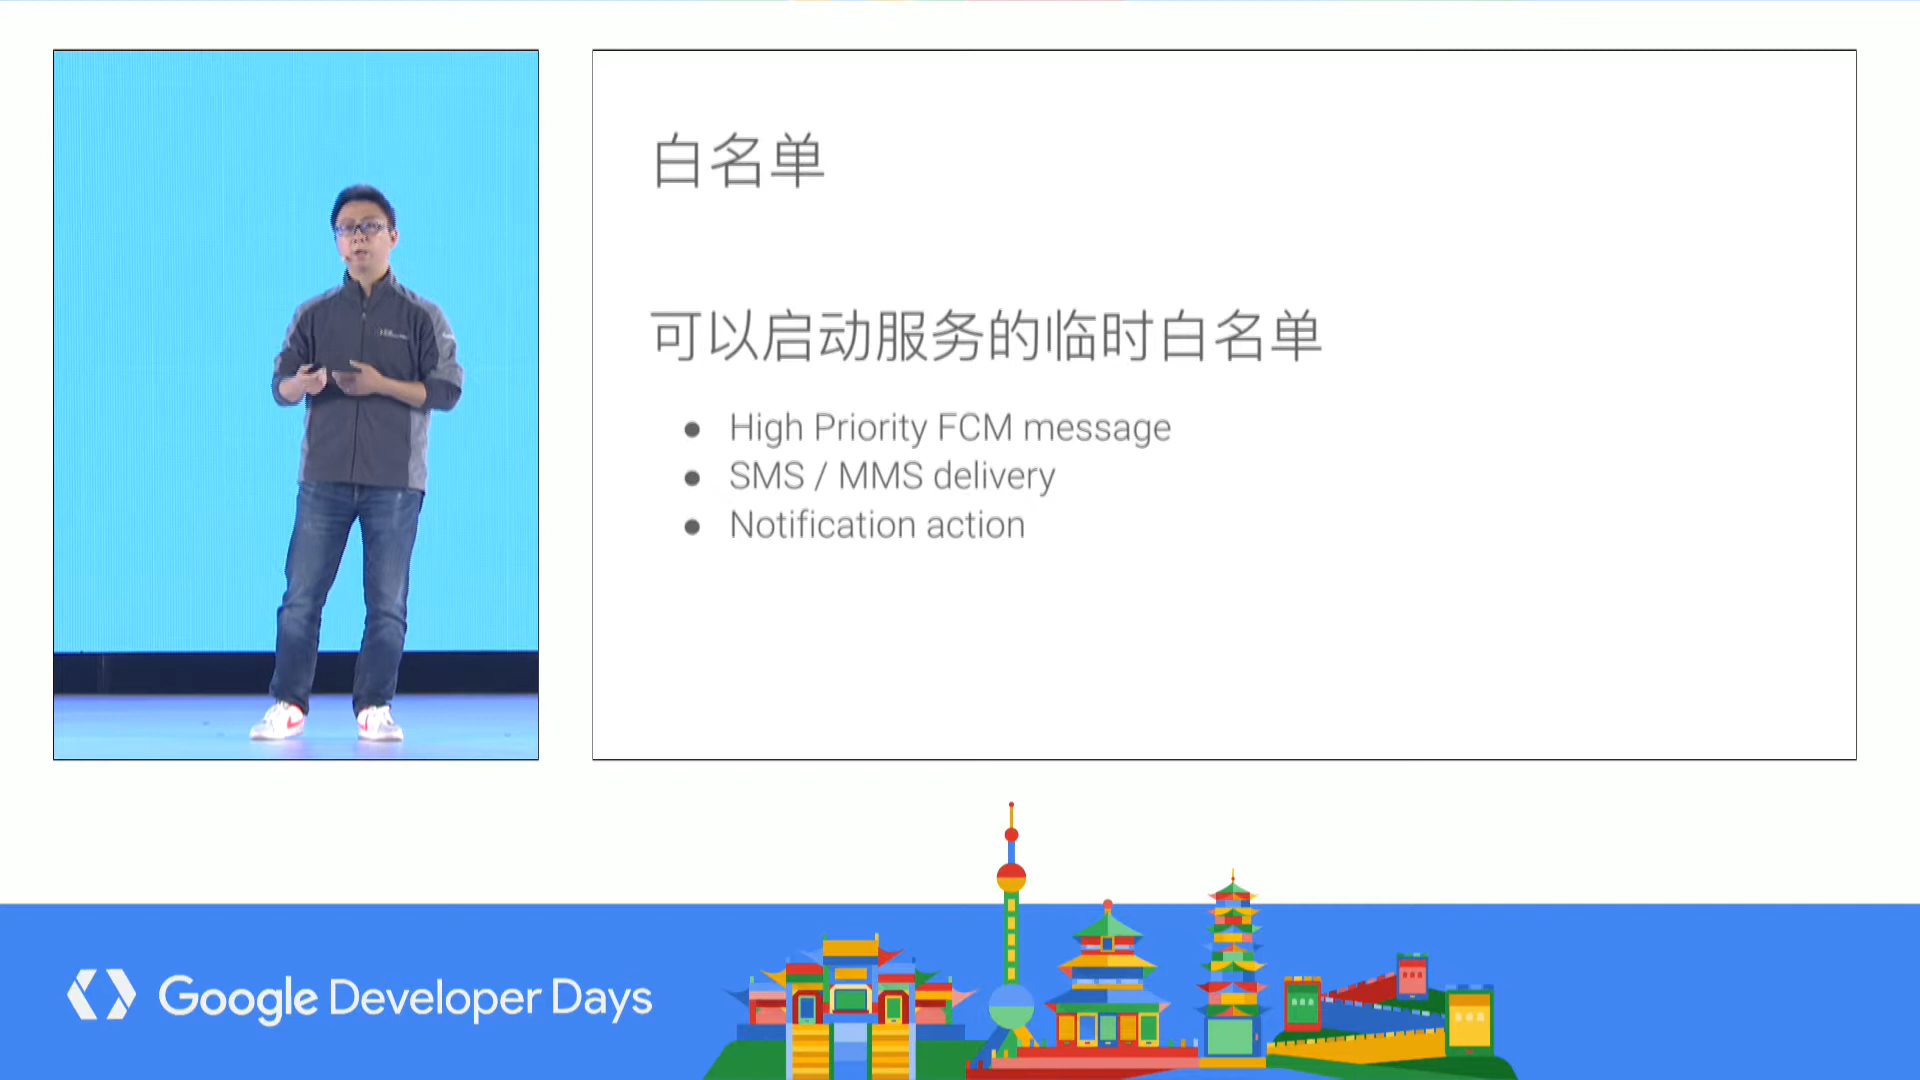 白名单
可以启动服务的临时白名单
● High Priority FCM message
● SMS / MMS delivery
● Notification action
Google Developer Days